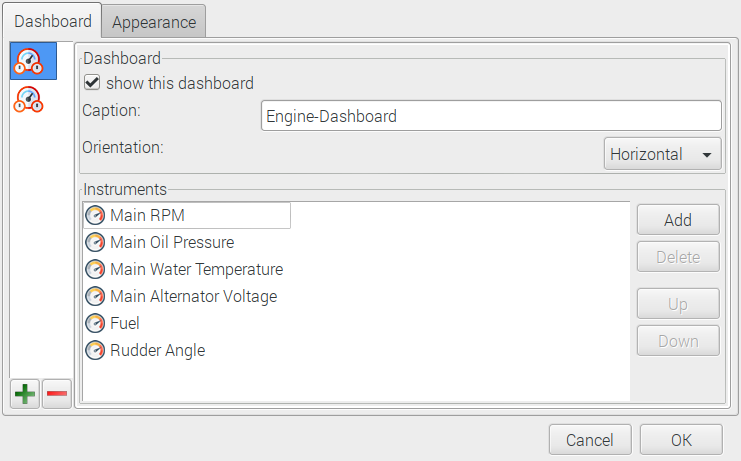 Dashboard
Appearance
Dashboard
show this dashboard
Caption:
Engine-Dashboard
Orientation:
Horizontal
Instruments
Main RPM
Main Oil Pressure
Main Water Temperature
Main Alternator Voltage
Fuel
Rudder Angle
Add
Delete
Up
Down
Cancel
OK